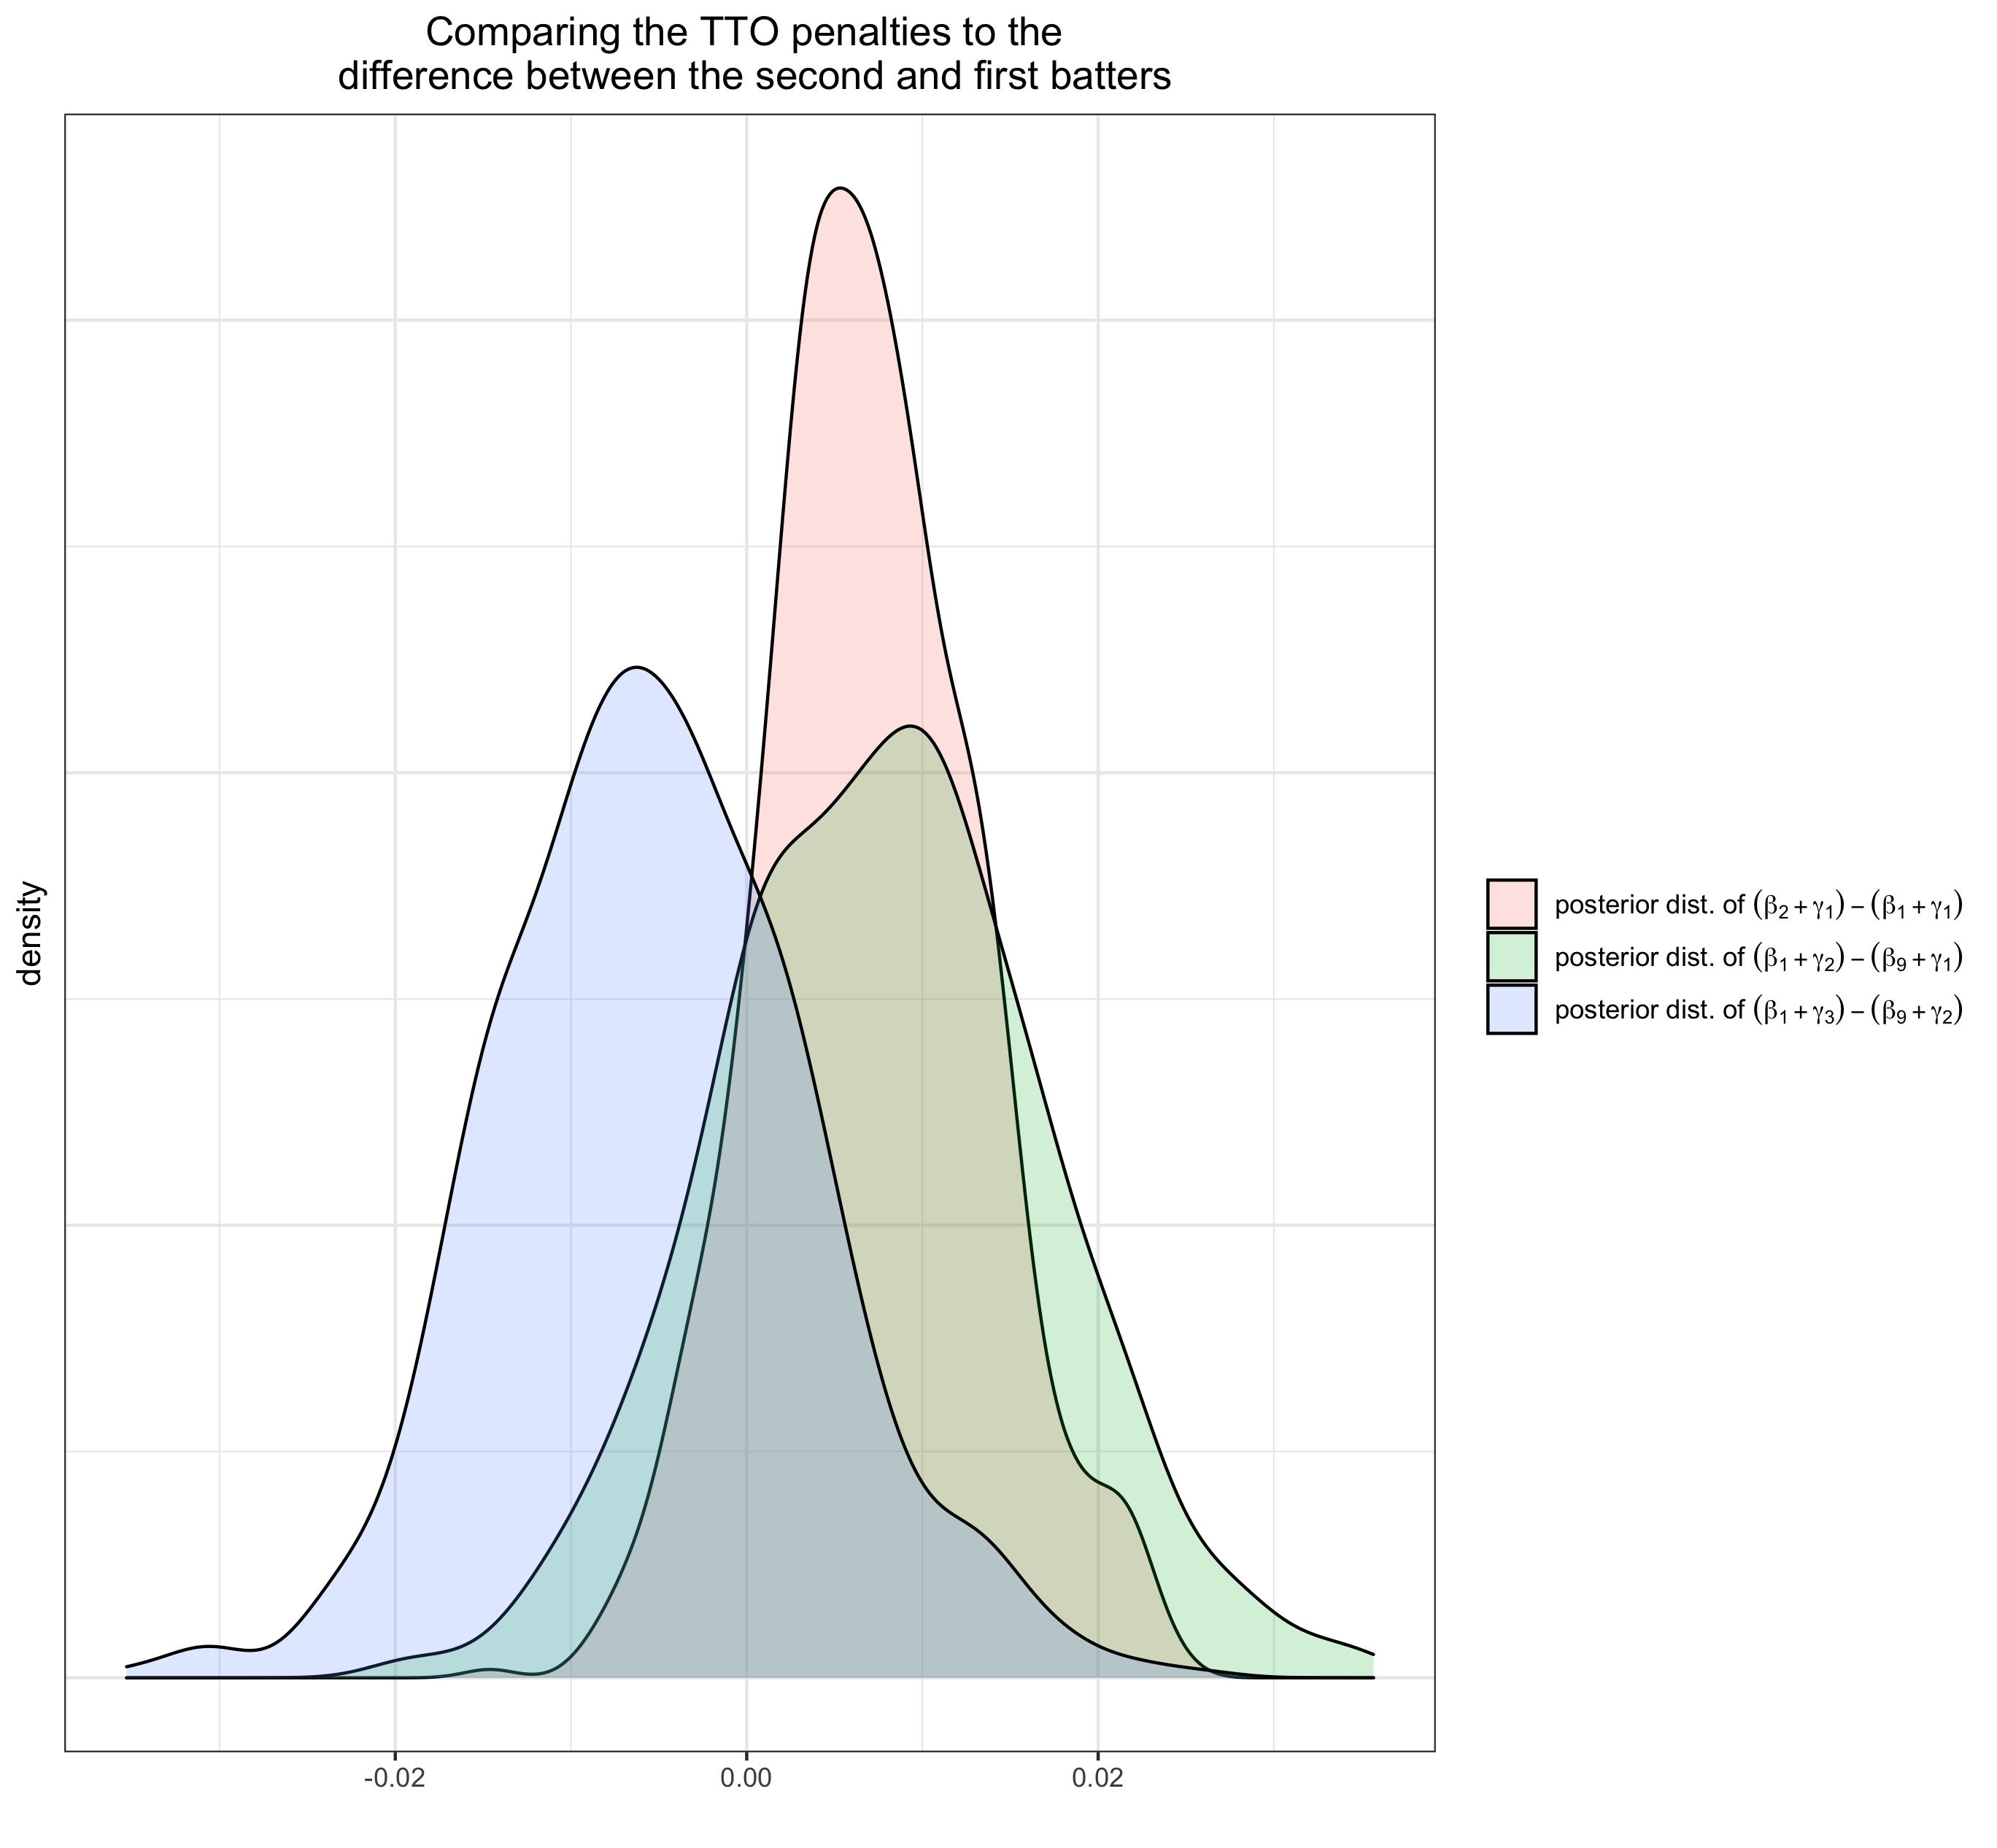 Comparing the TTO penalties to the
difference between the second and first batters
density
posterior dist. of (β₂ + γ₁) − (β₁ + γ₁)
posterior dist. of (β₁ + γ₂) − (β₉ + γ₁)
posterior dist. of (β₁ + γ₃) − (β₉ + γ₂)
-0.02 0.00 0.02